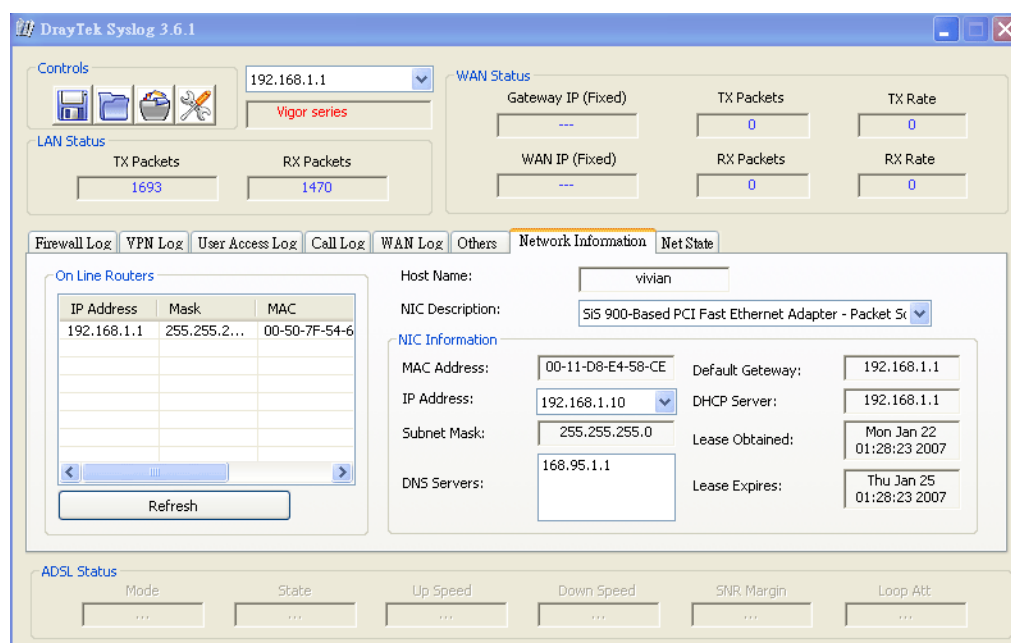 DrayTek Syslog 3.6.1
Controls
192.168.1.1
Vigor series
WAN Status
Gateway IP (Fixed)
TX Packets
TX Rate
---
0
0
WAN IP (Fixed)
RX Packets
RX Rate
---
0
0
LAN Status
TX Packets
RX Packets
1693
1470
Firewall Log
VPN Log
User Access Log
Call Log
WAN Log
Others
Network Information
Net State
On Line Routers
IP Address
Mask
MAC
192.168.1.1
255.255.2...
00-50-7F-54-6
Refresh
Host Name:
vivian
NIC Description:
SiS 900-Based PCI Fast Ethernet Adapter - Packet Sc
NIC Information
MAC Address:
00-11-D8-E4-58-CE
IP Address:
192.168.1.10
Subnet Mask:
255.255.255.0
DNS Servers:
168.95.1.1
Default Geteway:
192.168.1.1
DHCP Server:
192.168.1.1
Lease Obtained:
Mon Jan 22
01:28:23 2007
Lease Expires:
Thu Jan 25
01:28:23 2007
ADSL Status
Mode
State
Up Speed
Down Speed
SNR Margin
Loop Att
...
...
...
...
...
...